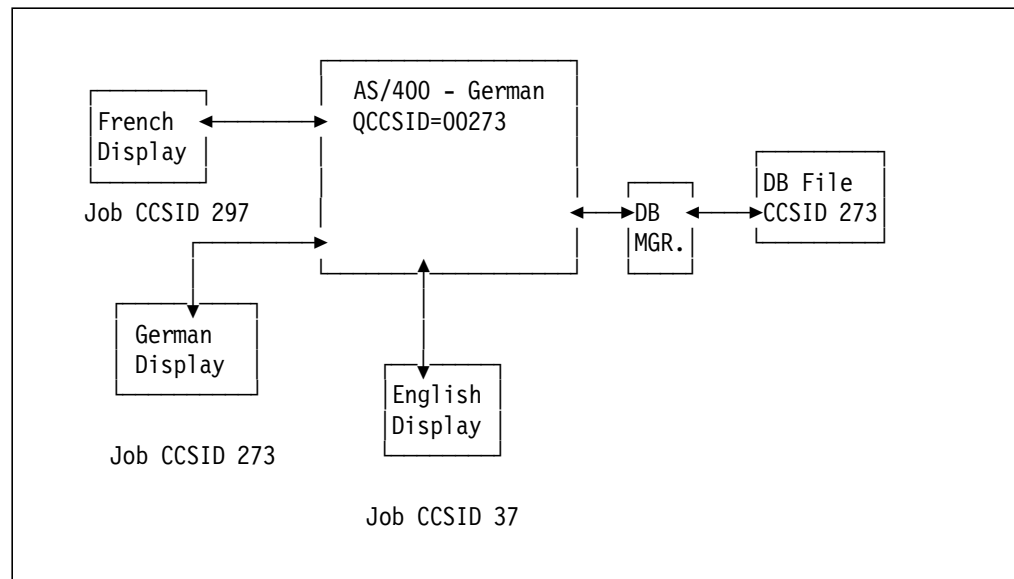 AS/400 - German
QCCSID=00273
French
Display
Job CCSID 297
DB
MGR.
DB File
CCSID 273
German
Display
Job CCSID 273
English
Display
Job CCSID 37